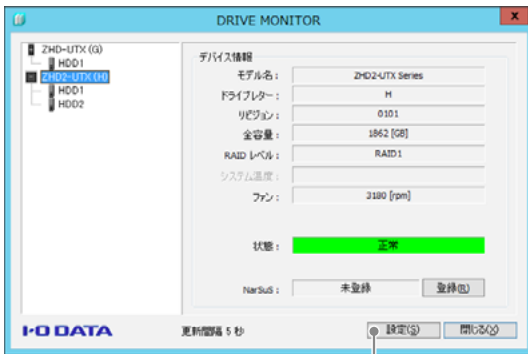 DRIVE MONITOR
x
ZHD-UTX (G)
HDD1
ZHD2-UTX (H)
HDD1
HDD2
デバイス情報
モデル名 : ZHD2-UTX Series
ドライブレター : H
リビジョン : 0101
全容量 : 1862 [GB]
RAID レベル : RAID1
システム温度 :
ファン : 3180 [rpm]
状態 : 正常
NarSuS : 未登録 登録(R)
I-O DATA 更新間隔 5 秒 設定(S) 閉じる(X)